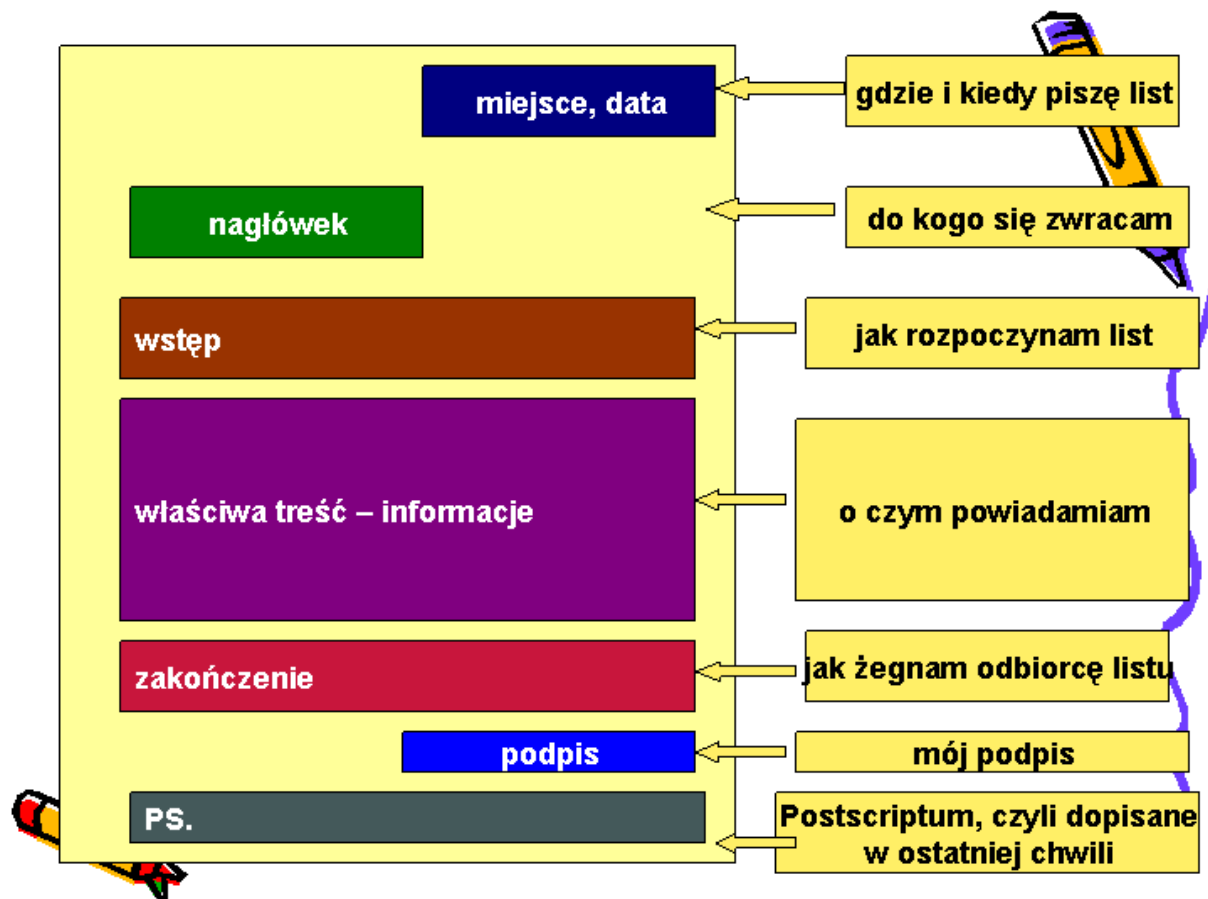 miejsce, data
gdzie i kiedy piszę list
nagłówek
do kogo się zwracam
wstęp
jak rozpoczynam list
właściwa treść – informacje
o czym powiadamiam
zakończenie
jak żegnam odbiorcę listu
podpis
mój podpis
PS.
Postscriptum, czyli dopisane
w ostatniej chwili